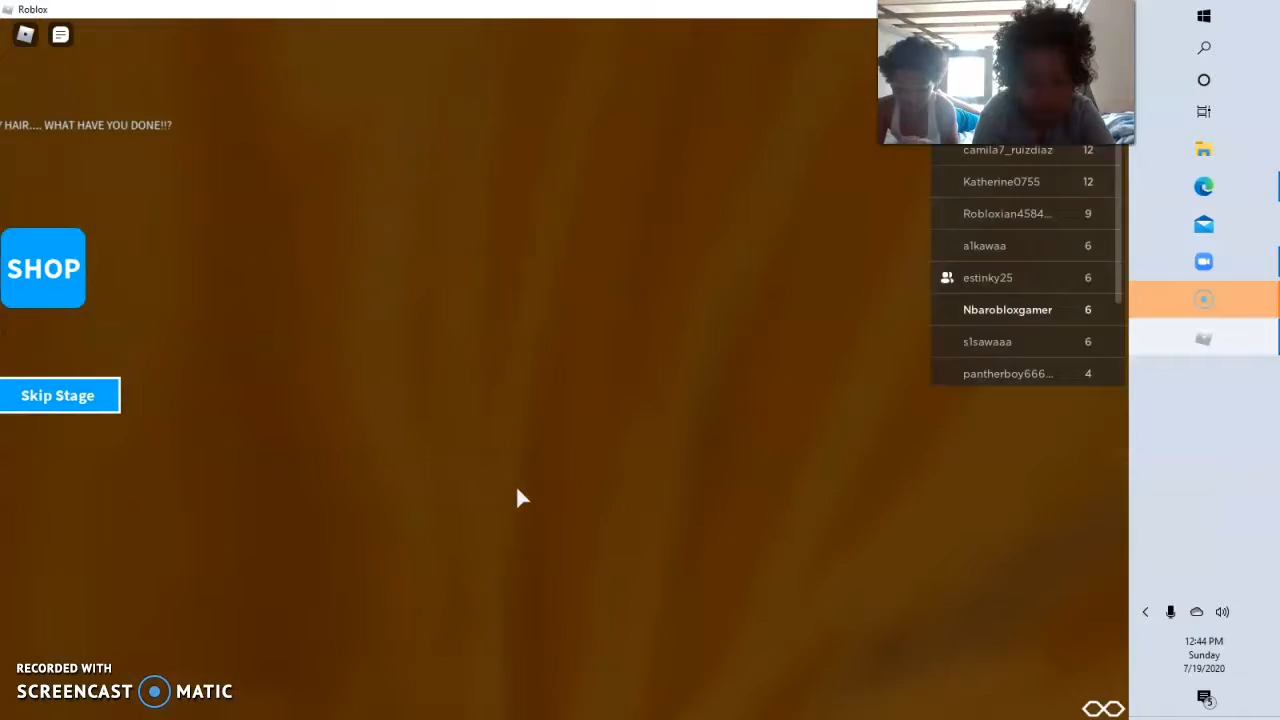 Roblox
HAIR.... WHAT HAVE YOU DONE!!?
SHOP
Skip Stage
camila7_ruizdiaz 12
Katherine0755 12
Robloxian4584... 9
a1kawaa 6
estinky25 6
Nbarobloxgamer 6
s1sawaaa 6
pantherboy666... 4
12:44 PM
Sunday
7/19/2020
5
RECORDED WITH
SCREENCAST MATIC